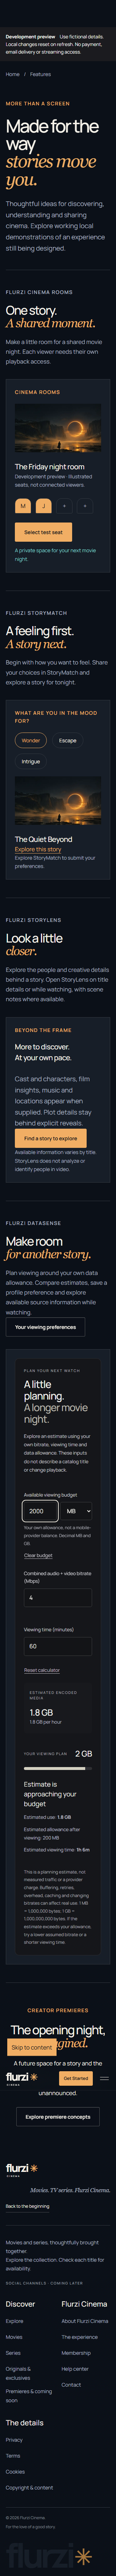 Development preview Use fictional details.
Local changes reset on refresh. No payment,
email delivery or streaming access.
Home / Features
MORE THAN A SCREEN
Made for the
way
stories move
you.
Thoughtful ideas for discovering,
understanding and sharing
cinema. Explore working local
demonstrations of an experience
still being designed.
FLURZI CINEMA ROOMS
One story.
A shared moment.
Make a little room for a shared movie
night. Each viewer needs their own
playback access.
CINEMA ROOMS
The Friday night room
Development preview · Illustrated
seats, not connected viewers.
M J + +
Select test seat
A private space for your next movie
night.
FLURZI STORYMATCH
A feeling first.
A story next.
Begin with how you want to feel. Share
your choices in StoryMatch and
explore a story for tonight.
WHAT ARE YOU IN THE MOOD
FOR?
Wonder Escape
Intrigue
The Quiet Beyond
Explore this story
Explore StoryMatch to submit your
preferences.
FLURZI STORYLENS
Look a little
closer.
Explore the people and creative details
behind a story. Open StoryLens on title
details or while watching, with scene
notes where available.
BEYOND THE FRAME
More to discover.
At your own pace.
Cast and characters, film
insights, music and
locations appear when
supplied. Plot details stay
behind explicit reveals.
Find a story to explore
Available information varies by title.
StoryLens does not analyze or
identify people in video.
FLURZI DATASENSE
Make room
for another story.
Plan viewing around your own data
allowance. Compare estimates, save a
profile preference and explore
available source information while
watching.
Your viewing preferences
PLAN YOUR NEXT WATCH
A little
planning.
A longer movie
night.
Explore an estimate using your
own bitrate, viewing time and
data allowance. These inputs
do not describe a catalog title
or change playback.
Available viewing budget
2000 MB
Your own allowance, not a mobile-
provider balance. Decimal MB and
GB.
Clear budget
Combined audio + video bitrate
(Mbps)
4
Viewing time (minutes)
60
Reset calculator
ESTIMATED ENCODED
MEDIA
1.8 GB
1.8 GB per hour
YOUR VIEWING PLAN 2 GB
Estimate is
approaching your
budget
Estimated use: 1.8 GB
Estimated allowance after
viewing: 200 MB
Estimated viewing time: 1h 6m
This is a planning estimate, not
measured traffic or a provider
charge. Buffering, retries,
overhead, caching and changing
bitrates can affect real use. 1 MB
= 1,000,000 bytes; 1 GB =
1,000,000,000 bytes. If the
estimate exceeds your allowance,
try a lower assumed bitrate or a
shorter viewing time.
CREATOR PREMIERES
The opening night,
Skip to content
A future space for a story and the
flurzi
CINEMA
Get Started
unannounced.
Explore premiere concepts
flurzi
CINEMA
Movies. TV series. Flurzi Cinema.
Back to the beginning
Movies and series, thoughtfully brought
together.
Explore the collection. Check each title for
availability.
SOCIAL CHANNELS · COMING LATER
Discover
Explore
Movies
Series
Originals &
exclusives
Premieres & coming
soon
Flurzi Cinema
About Flurzi Cinema
The experience
Membership
Help center
Contact
The details
Privacy
Terms
Cookies
Copyright & content
© 2026 Flurzi Cinema.
For the love of a good story.
flurzi